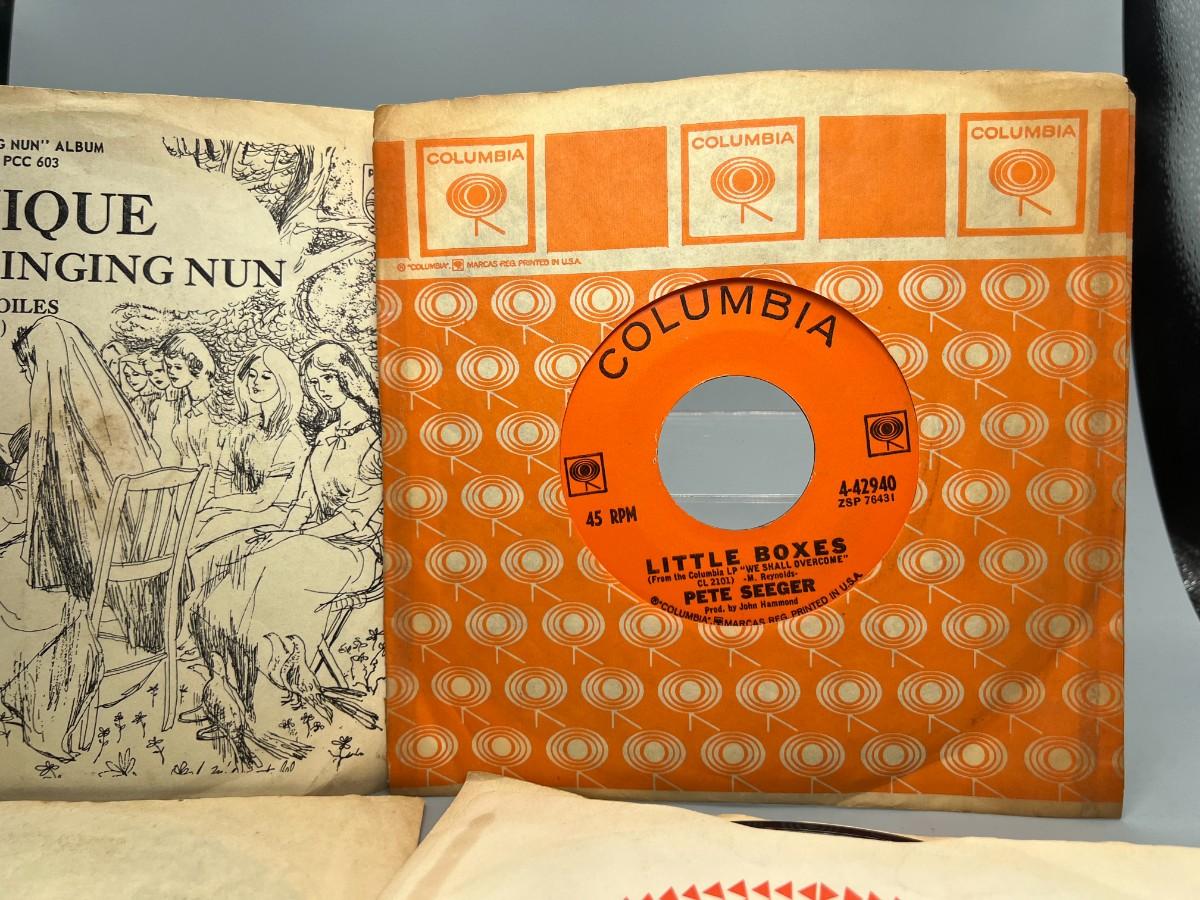 G NUN" ALBUM
PCC 603
IQUE
INGING NUN
OILES
)
COLUMBIA
COLUMBIA
COLUMBIA
® "COLUMBIA", MARCAS REG. PRINTED IN U.S.A.
COLUMBIA
45 RPM
4-42940
ZSP 76431
LITTLE BOXES
(From the Columbia LP "WE SHALL OVERCOME"
CL 2101) -M. Reynolds-
PETE SEEGER
Prod. by John Hammond
® "COLUMBIA", MARCAS REG. PRINTED IN U.S.A.